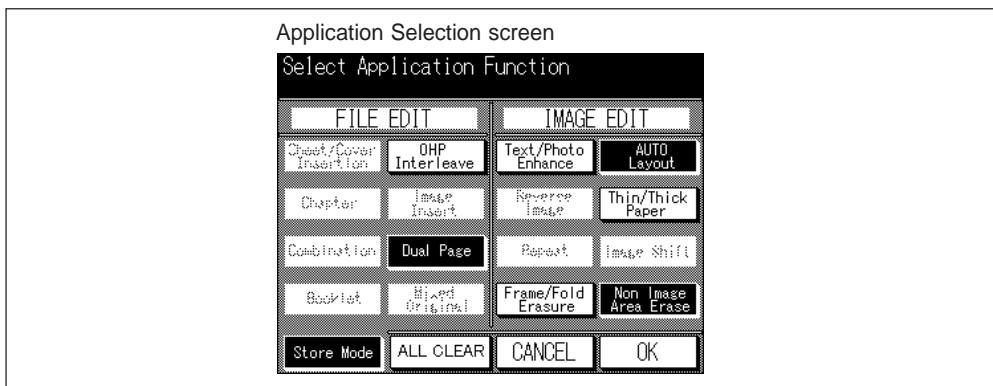 Application Selection screen
Select Application Function
FILE EDIT
IMAGE EDIT
Sheet/Cover
Insertion
OHP
Interleave
Text/Photo
Enhance
AUTO
Layout
Chapter
Image
Insert
Reverse
Image
Thin/Thick
Paper
Combination
Dual Page
Repeat
Image Shift
Booklet
Mixed
Original
Frame/Fold
Erasure
Non Image
Area Erase
Store Mode
ALL CLEAR
CANCEL
OK